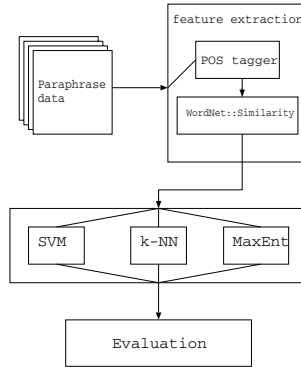 feature extraction
Paraphrase
data
POS tagger
WordNet::Similarity
SVM
k-NN
MaxEnt
Evaluation